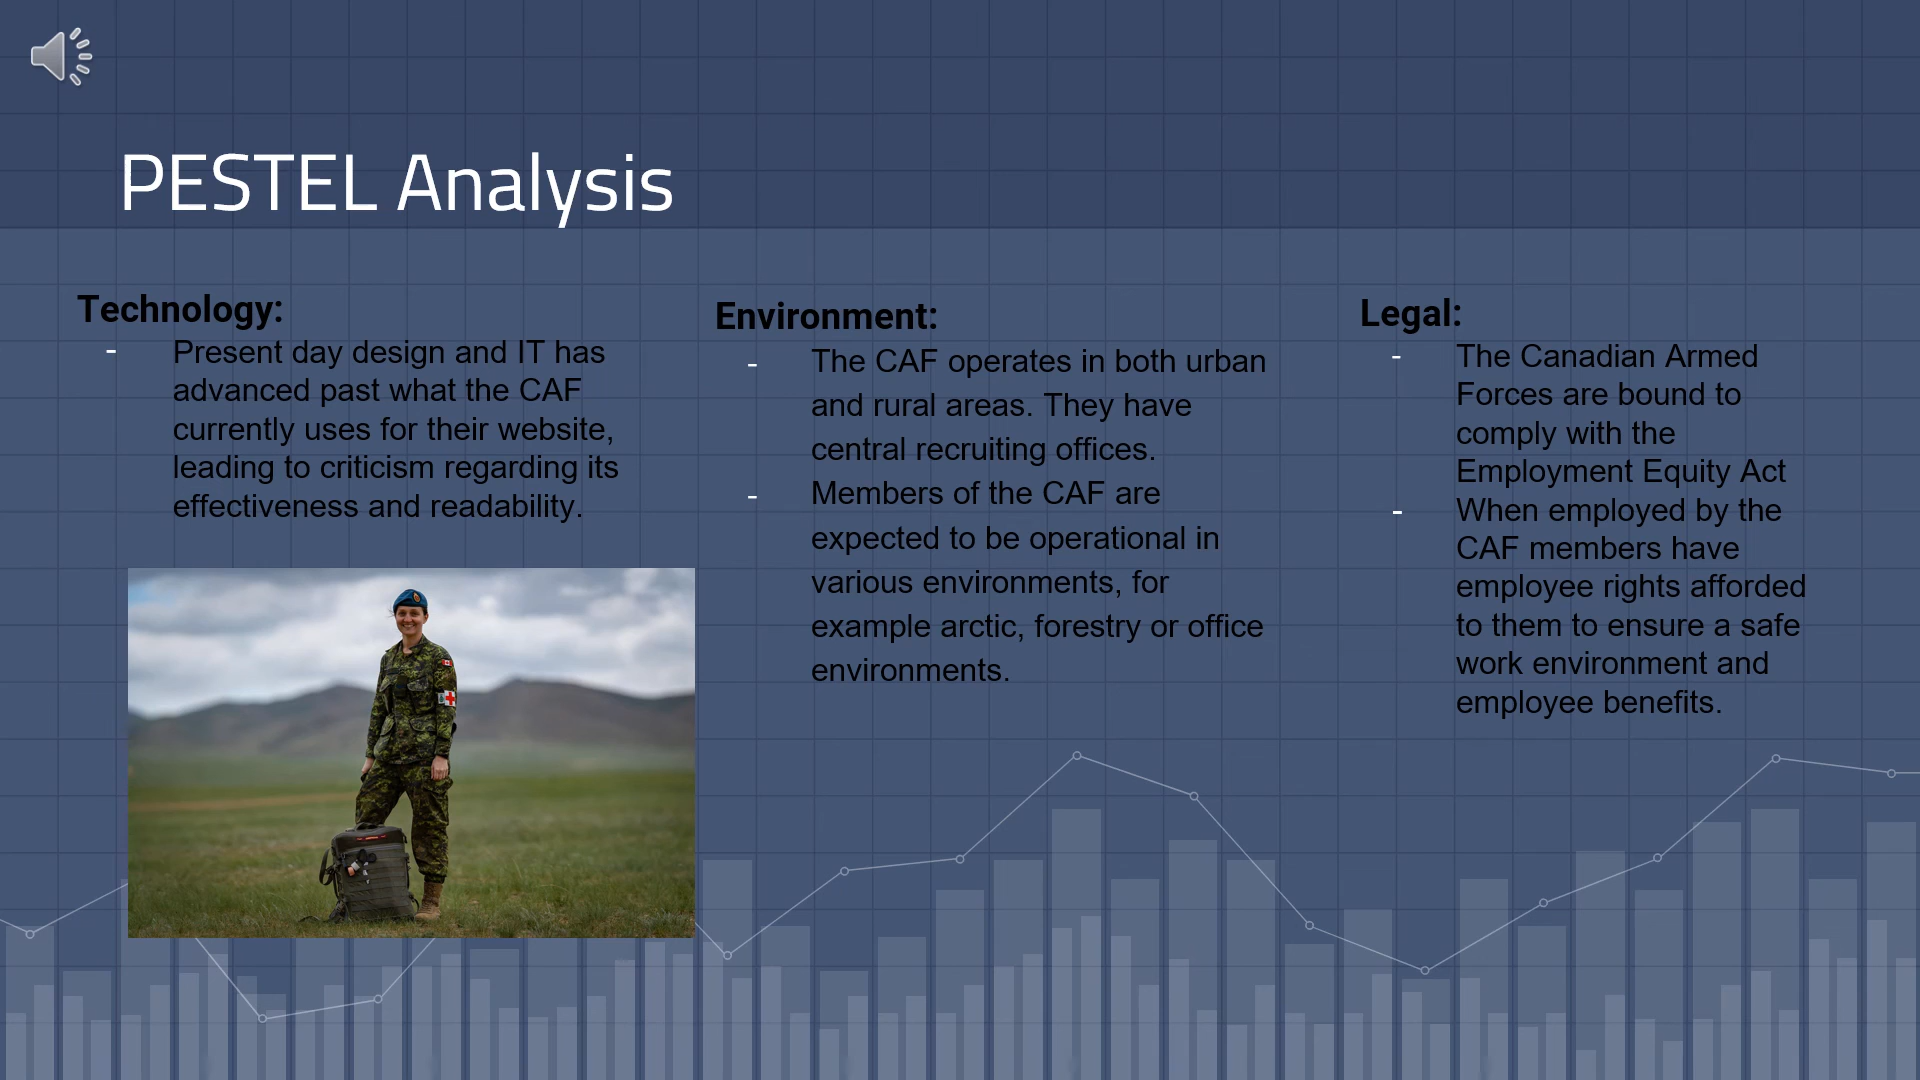 PESTEL Analysis
Technology:
- Present day design and IT has
advanced past what the CAF
currently uses for their website,
leading to criticism regarding its
effectiveness and readability.
Environment:
- The CAF operates in both urban
and rural areas. They have
central recruiting offices.
- Members of the CAF are
expected to be operational in
various environments, for
example arctic, forestry or office
environments.
Legal:
- The Canadian Armed
Forces are bound to
comply with the
Employment Equity Act
- When employed by the
CAF members have
employee rights afforded
to them to ensure a safe
work environment and
employee benefits.